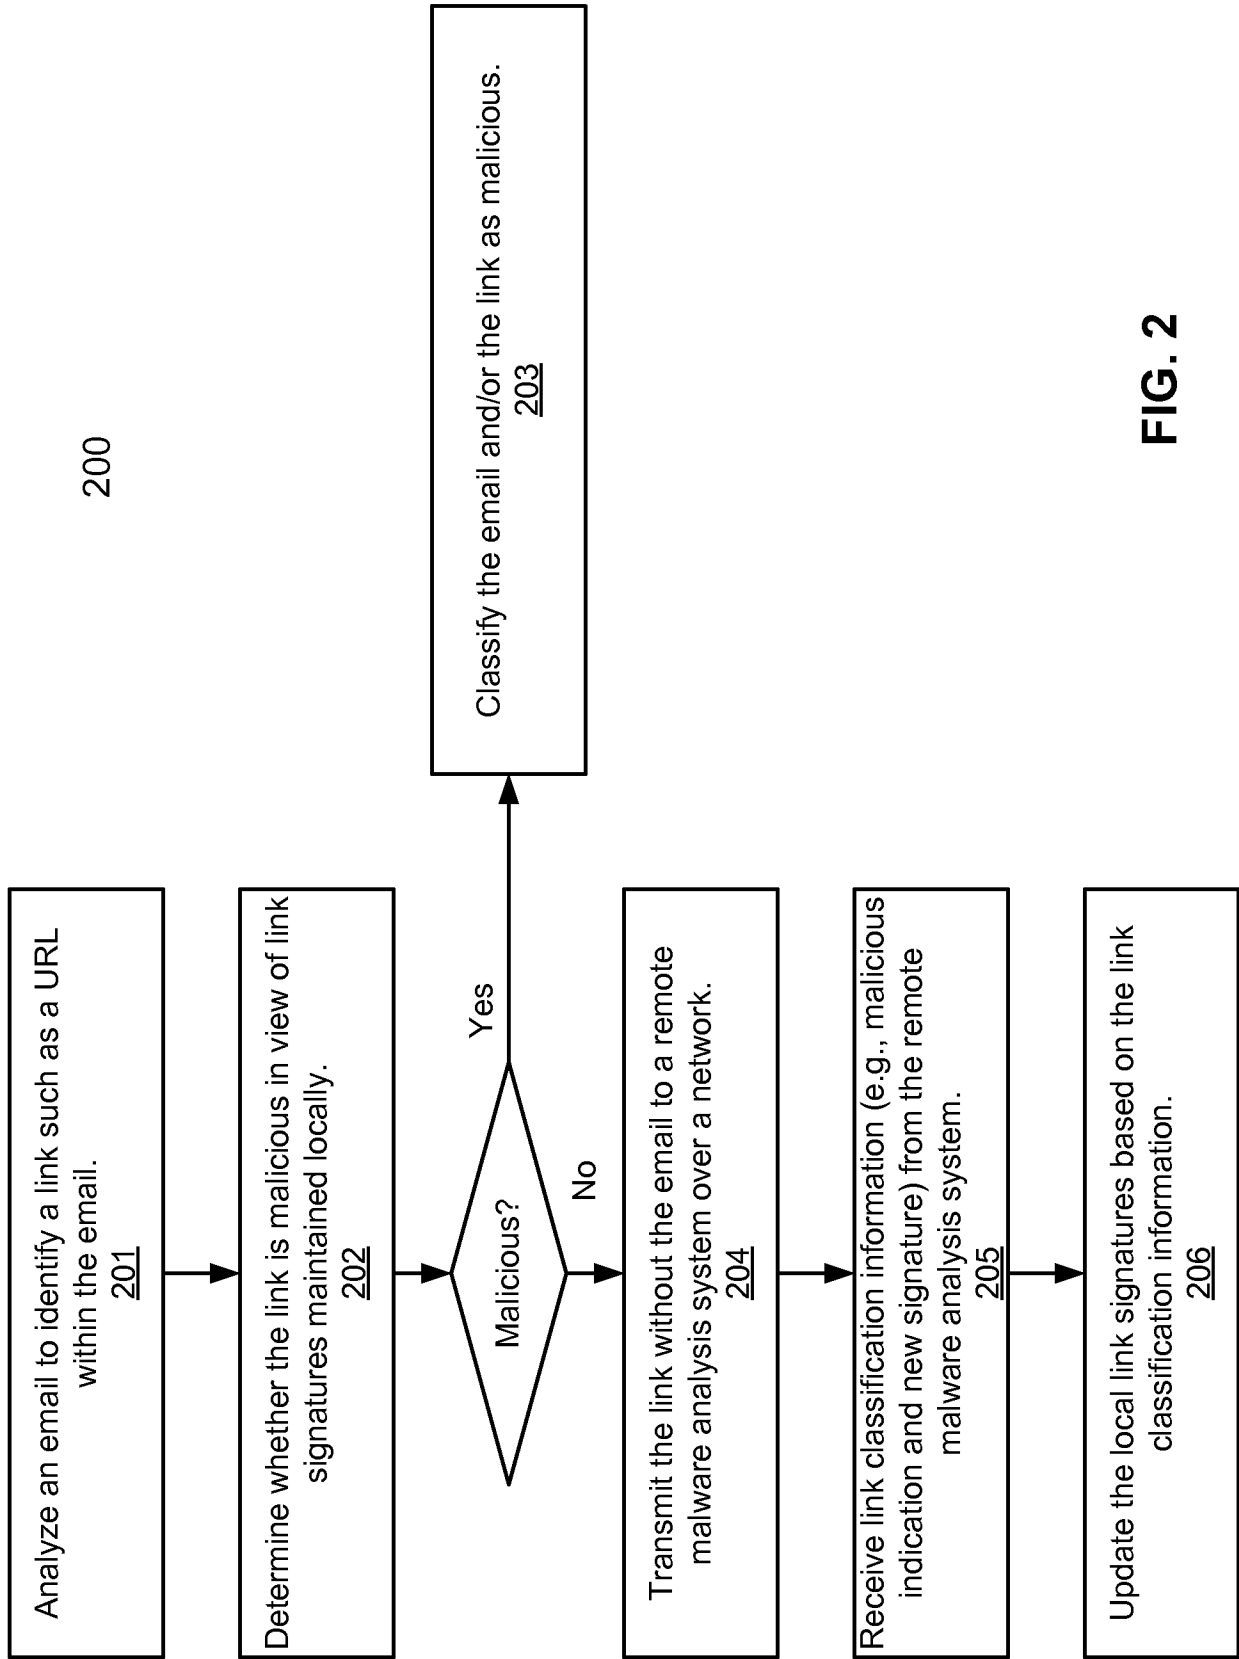 200
Analyze an email to identify a link such as a URL
within the email.
201
Determine whether the link is malicious in view of link
signatures maintained locally.
202
Malicious?
Yes
No
Classify the email and/or the link as malicious.
203
Transmit the link without the email to a remote
malware analysis system over a network.
204
Receive link classification information (e.g., malicious
indication and new signature) from the remote
malware analysis system.
205
Update the local link signatures based on the link
classification information.
206
FIG. 2